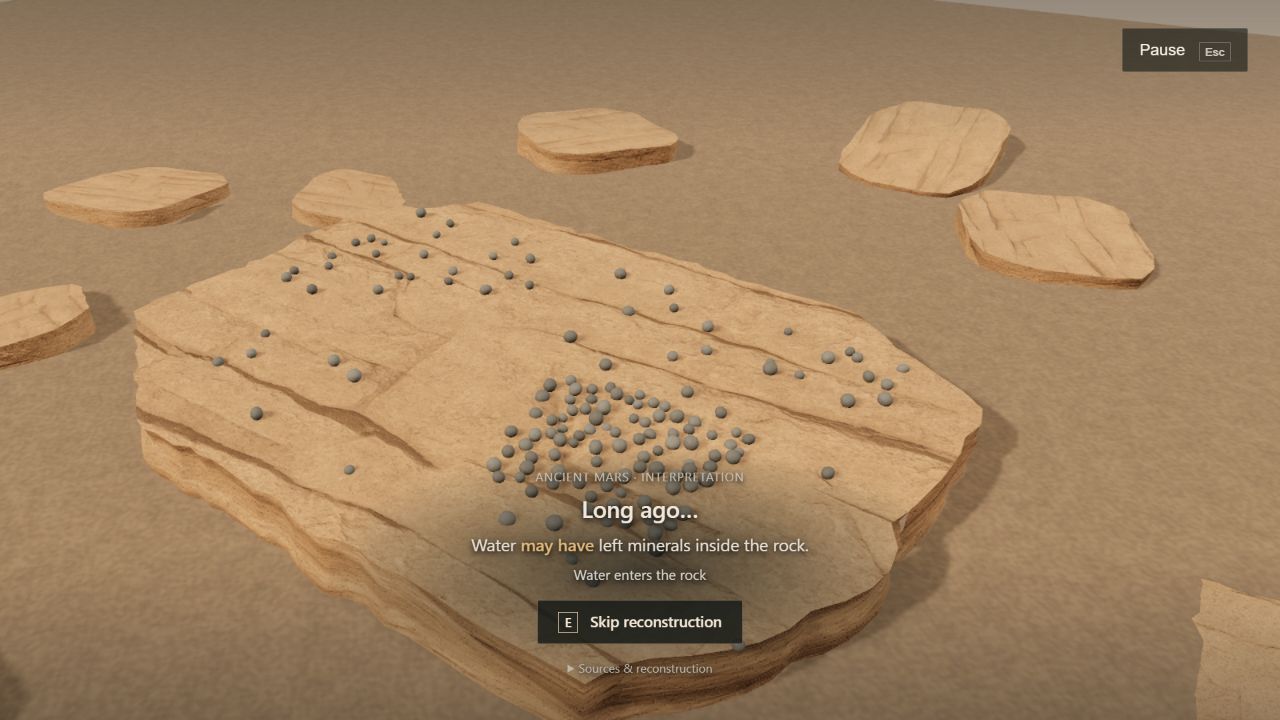 Pause Esc
ANCIENT MARS · INTERPRETATION
Long ago…
Water may have left minerals inside the rock.
Water enters the rock
E Skip reconstruction
▶ Sources & reconstruction